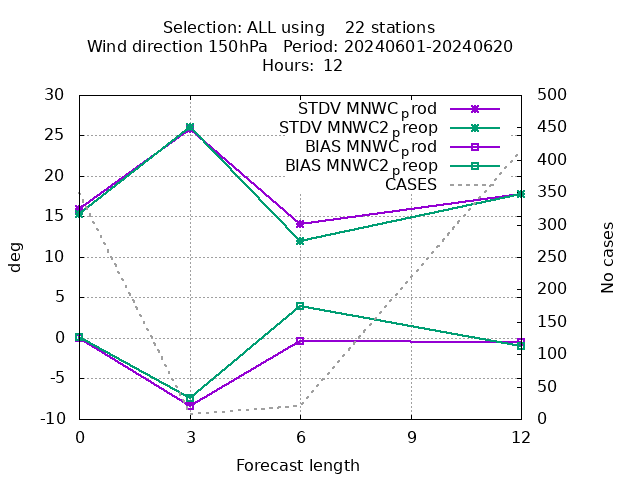 Selection: ALL using    22 stations
Wind direction 150hPa   Period: 20240601-20240620
Hours:  12
30
25
20
15
10
5
0
-5
-10
deg
STDV MNWC_prod
STDV MNWC2_preop
BIAS MNWC_prod
BIAS MNWC2_preop
CASES
500
450
400
350
300
250
200
150
100
50
0
No cases
0 3 6 9 12
Forecast length